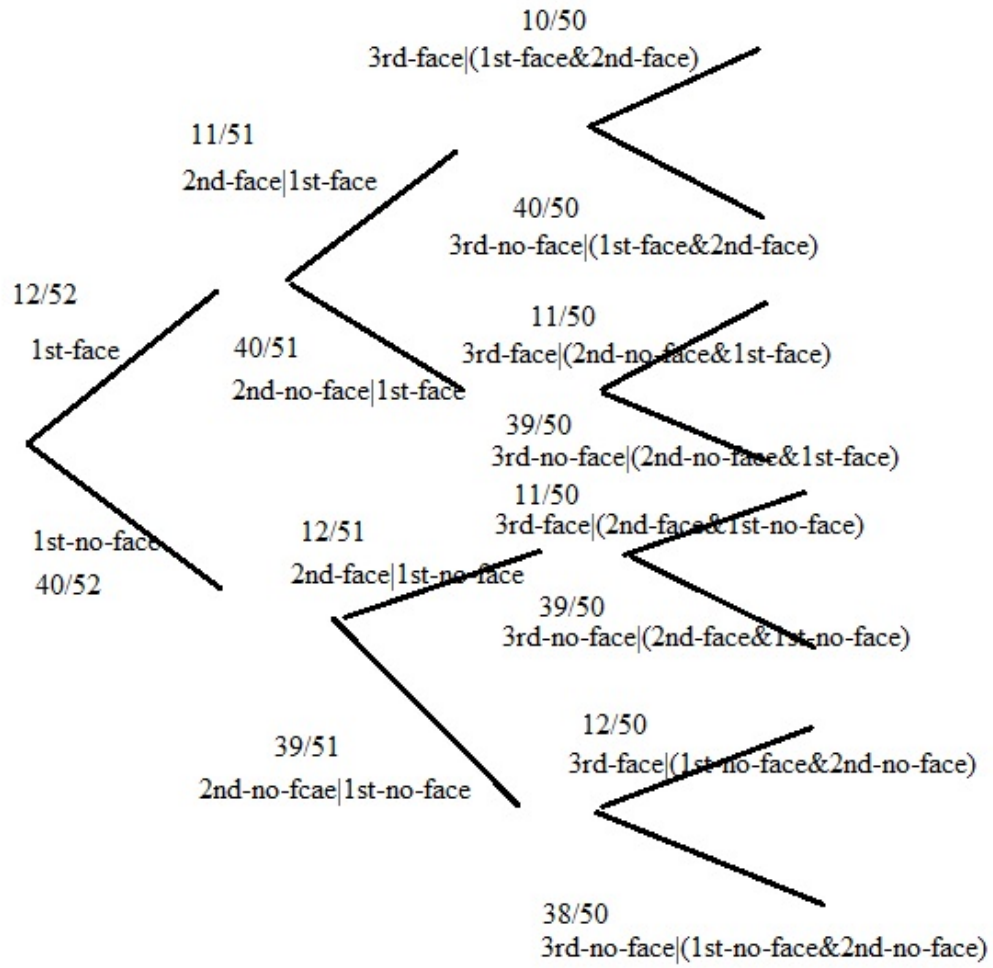 10/50
3rd-face|(1st-face&2nd-face)
11/51
2nd-face|1st-face
40/50
3rd-no-face|(1st-face&2nd-face)
12/52
1st-face
11/50
3rd-face|(2nd-no-face&1st-face)
40/51
2nd-no-face|1st-face
39/50
3rd-no-face|(2nd-no-face&1st-face)
11/50
3rd-face|(2nd-face&1st-no-face)
1st-no-face
40/52
12/51
2nd-face|1st-no-face
39/50
3rd-no-face|(2nd-face&1st-no-face)
12/50
3rd-face|(1st-no-face&2nd-no-face)
39/51
2nd-no-fcae|1st-no-face
38/50
3rd-no-face|(1st-no-face&2nd-no-face)